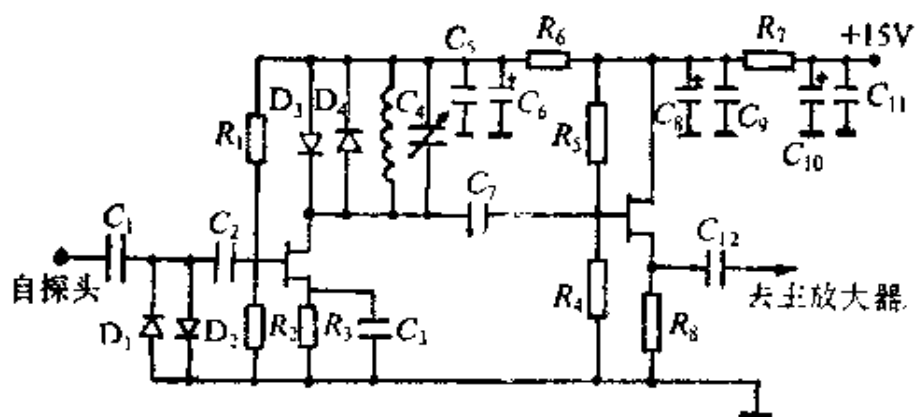 C₅ R₆ R₇ +15V
D₃ D₄ C₄ C₆ C₈ C₉ C₁₁
R₁ R₅ C₁₀
C₁ C₂ C₇ C₁₂
自探头 R₄ 去主放大器
D₁ D₂ R₂ R₃ C₃ R₈